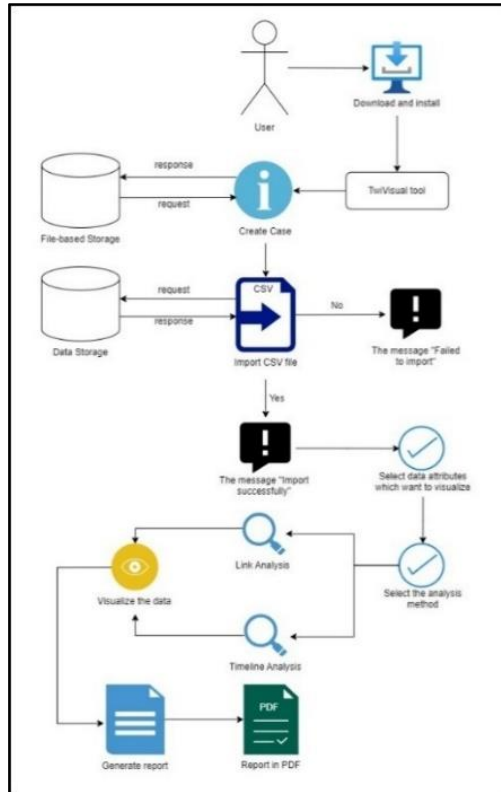 User
Download and install
response
request
File-based Storage
Create Case
TwiVisual tool
request
response
Data Storage
CSV
Import CSV file
No
The message "Failed
to import"
Yes
The message "Import
successfully"
Select data attributes
which want to visualize
Link Analysis
Visualize the data
Select the analysis
method
Timeline Analysis
Generate report
PDF
Report in PDF